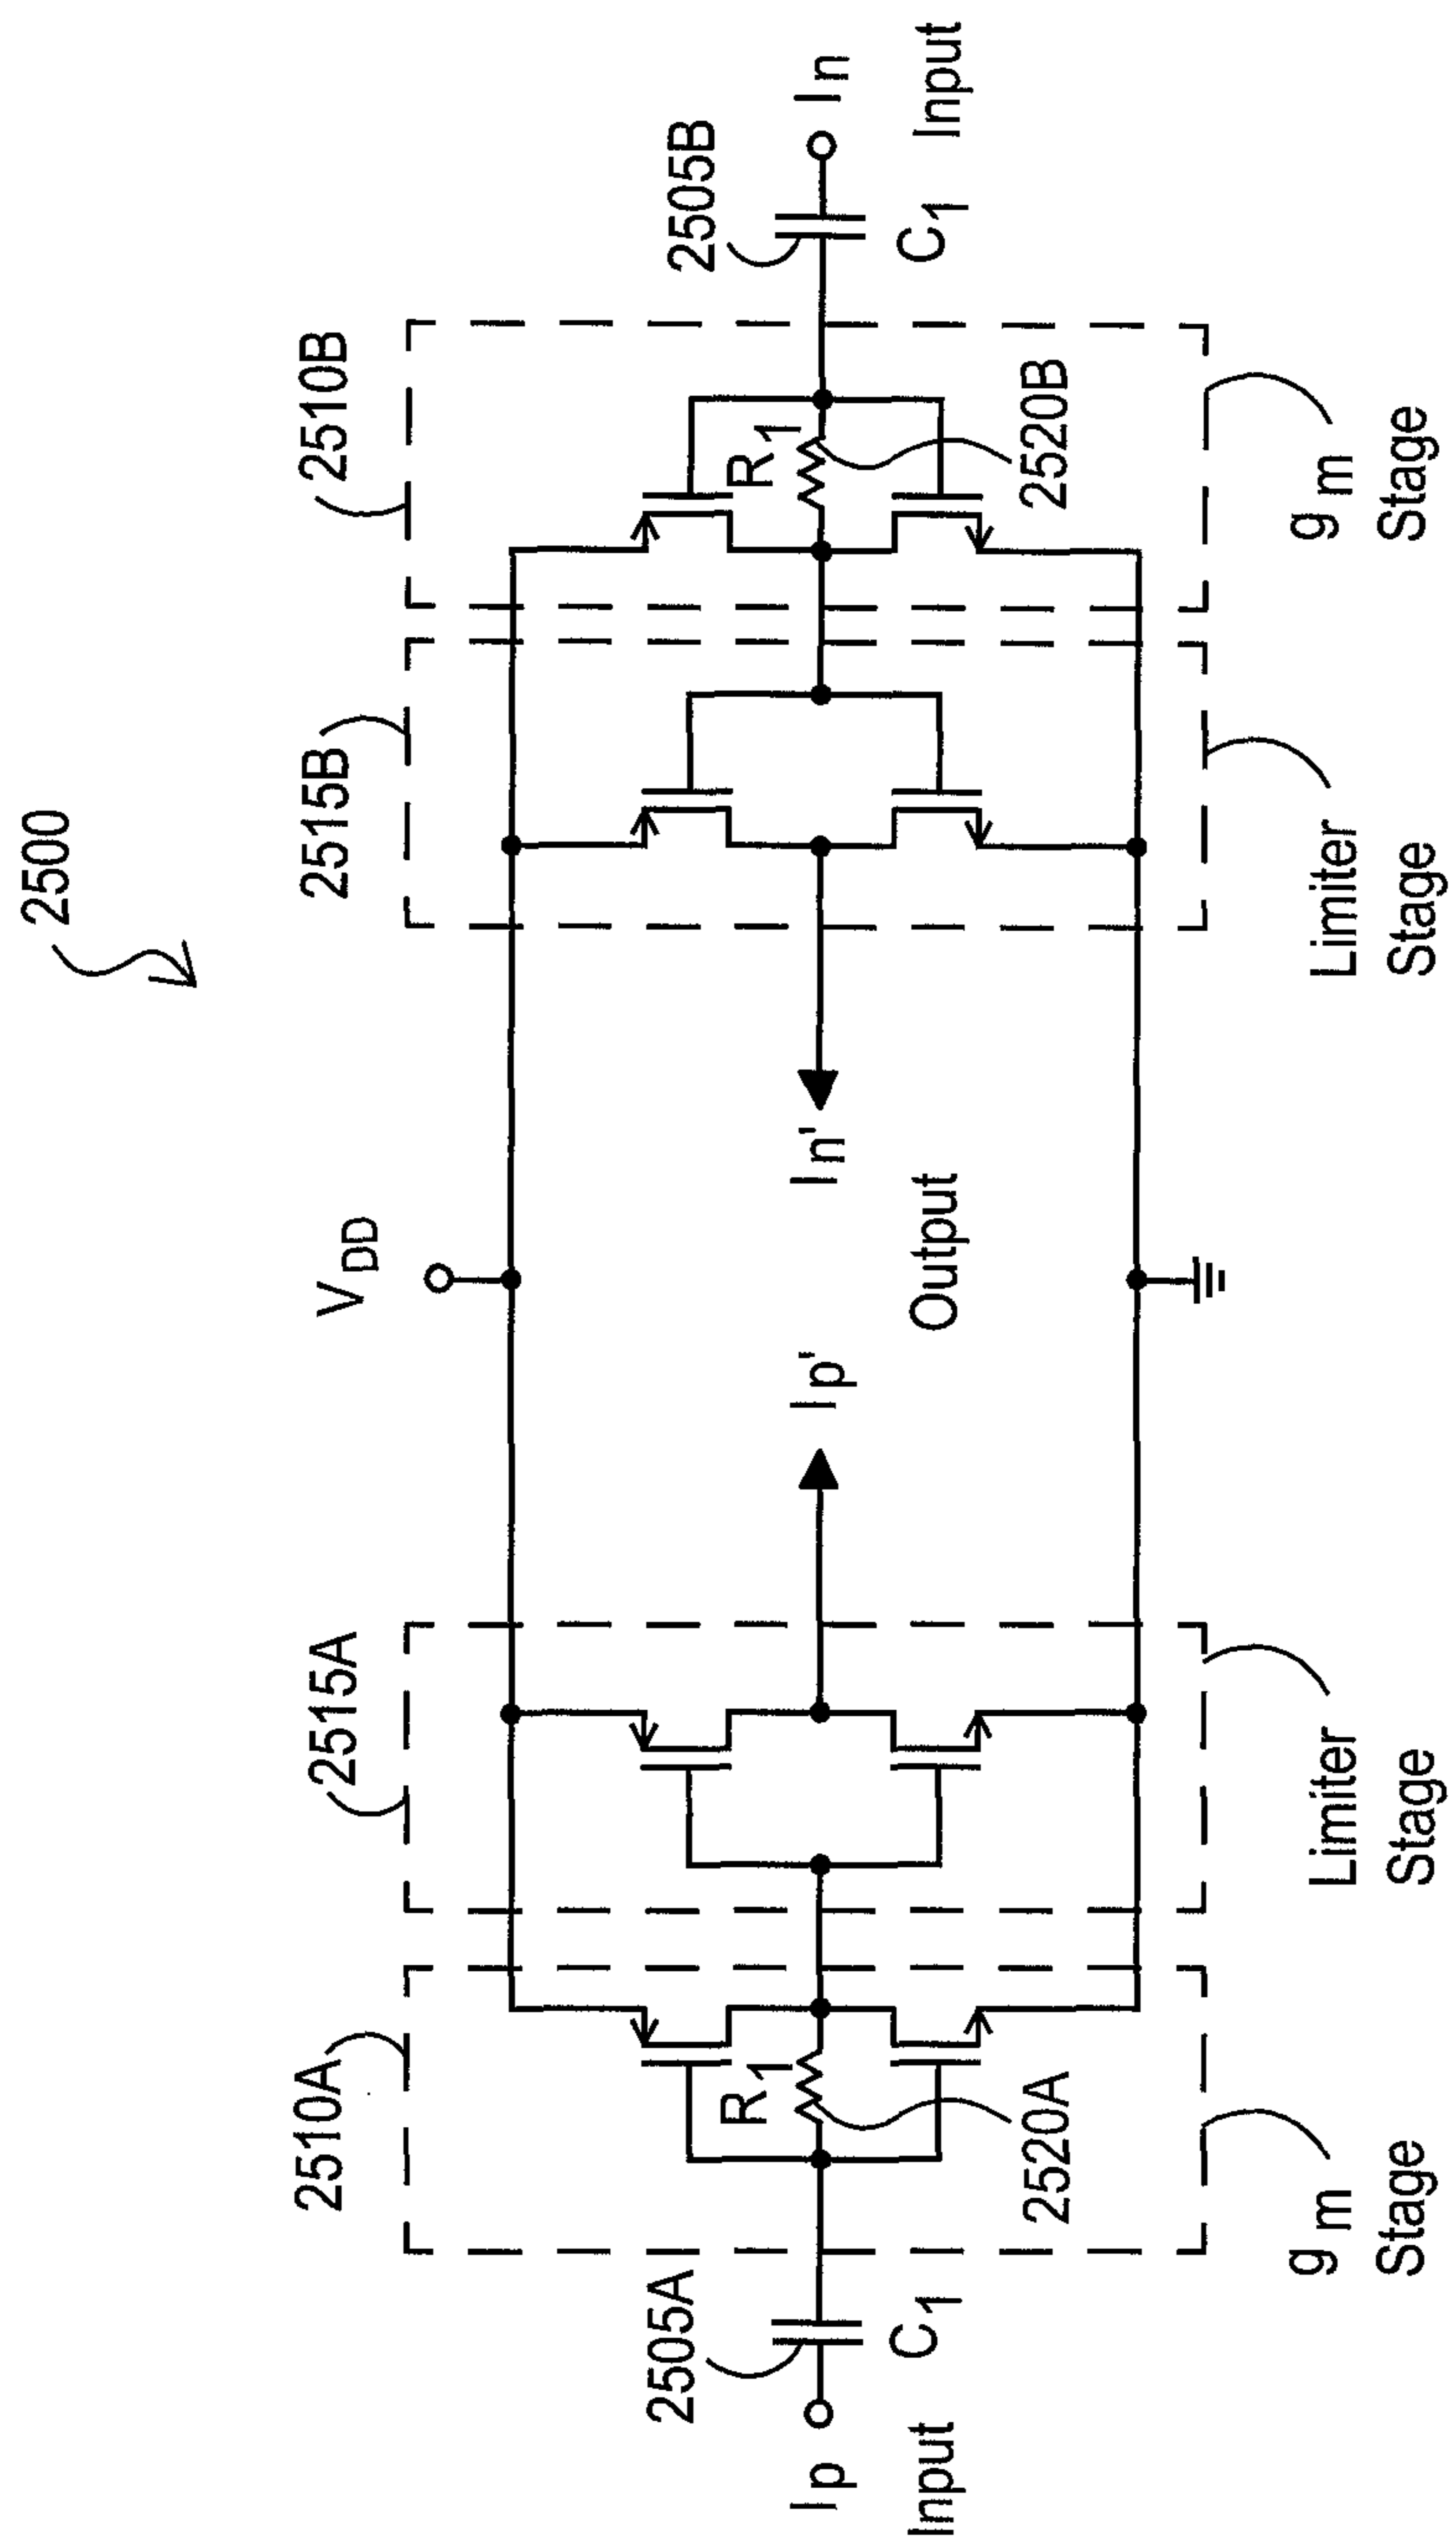 2500
2510A
2515A
V DD
2515B
2510B
2505A
R1
R1
2505B
Ip
Ip'
In'
In
Input
C1
Output
C1
Input
2520A
2520B
gm
Stage
Limiter
Stage
Limiter
Stage
gm
Stage